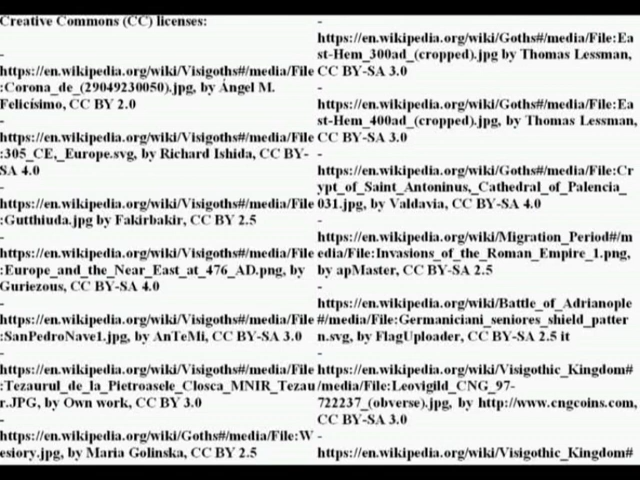 Creative Commons (CC) licenses:
-
https://en.wikipedia.org/wiki/Visigoths#/media/File
:Corona_de_(29049230050).jpg, by Ángel M.
Felicísimo, CC BY 2.0
-
https://en.wikipedia.org/wiki/Visigoths#/media/File
:305_CE,_Europe.svg, by Richard Ishida, CC BY-
SA 4.0
-
https://en.wikipedia.org/wiki/Visigoths#/media/File
:Gutthiuda.jpg by Fakirbakir, CC BY 2.5
-
https://en.wikipedia.org/wiki/Visigoths#/media/File
:Europe_and_the_Near_East_at_476_AD.png, by
Guriezous, CC BY-SA 4.0
-
https://en.wikipedia.org/wiki/Visigoths#/media/File
:SanPedroNave1.jpg, by AnTeMi, CC BY-SA 3.0
-
https://en.wikipedia.org/wiki/Visigoths#/media/File
:Tezaurul_de_la_Pietroasele_Closca_MNIR_Tezau
r.JPG, by Own work, CC BY 3.0
-
https://en.wikipedia.org/wiki/Goths#/media/File:W
esiory.jpg, by Maria Golinska, CC BY 2.5
-
https://en.wikipedia.org/wiki/Goths#/media/File:Ea
st-Hem_300ad_(cropped).jpg by Thomas Lessman,
CC BY-SA 3.0
-
https://en.wikipedia.org/wiki/Goths#/media/File:Ea
st-Hem_400ad_(cropped).jpg, by Thomas Lessman,
CC BY-SA 3.0
-
https://en.wikipedia.org/wiki/Goths#/media/File:Cr
ypt_of_Saint_Antoninus,_Cathedral_of_Palencia_
031.jpg, by Valdavia, CC BY-SA 4.0
-
https://en.wikipedia.org/wiki/Migration_Period#/m
edia/File:Invasions_of_the_Roman_Empire_1.png,
by apMaster, CC BY-SA 2.5
-
https://en.wikipedia.org/wiki/Battle_of_Adrianople
#/media/File:Germaniciani_seniores_shield_patter
n.svg, by FlagUploader, CC BY-SA 2.5 it
-
https://en.wikipedia.org/wiki/Visigothic_Kingdom#
/media/File:Leovigild_CNG_97-
722237_(obverse).jpg, by http://www.cngcoins.com,
CC BY-SA 3.0
-
https://en.wikipedia.org/wiki/Visigothic_Kingdom#